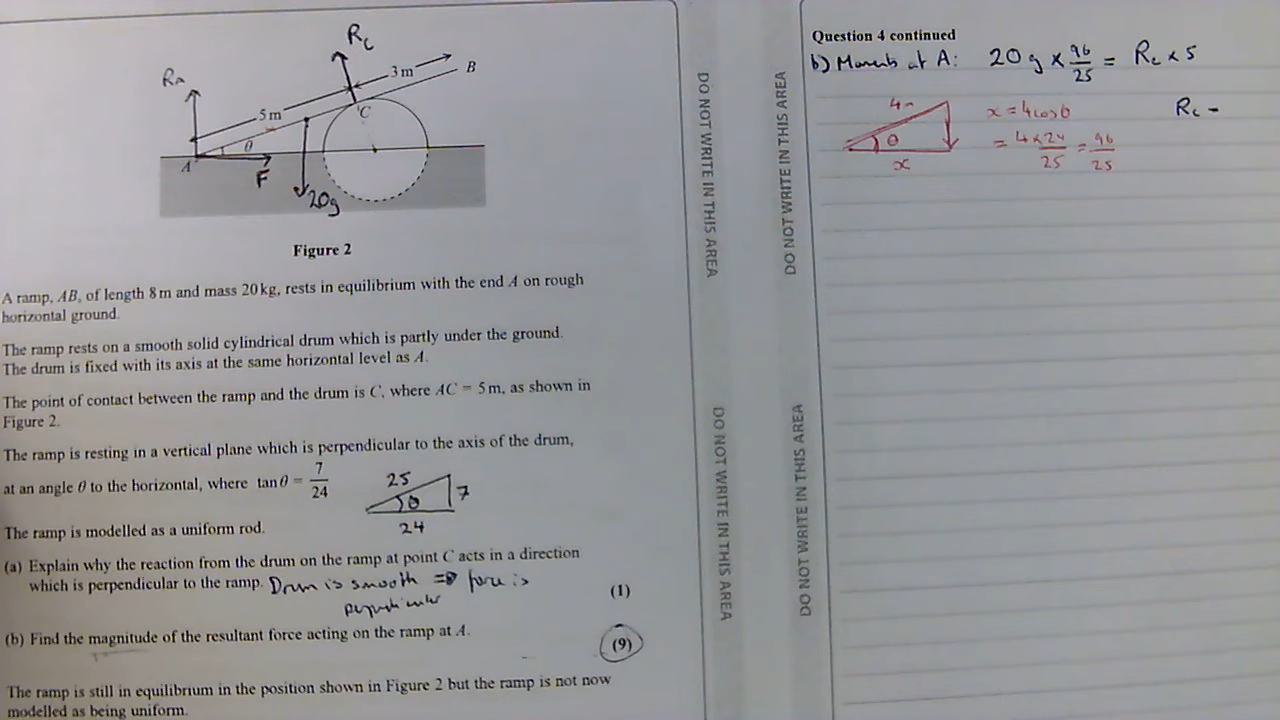 R_A
R_C
3 m
B
5 m
C
θ
A
F
20g
Figure 2
A ramp, AB, of length 8 m and mass 20 kg, rests in equilibrium with the end A on rough
horizontal ground.
The ramp rests on a smooth solid cylindrical drum which is partly under the ground.
The drum is fixed with its axis at the same horizontal level as A.
The point of contact between the ramp and the drum is C, where AC = 5 m, as shown in
Figure 2.
The ramp is resting in a vertical plane which is perpendicular to the axis of the drum,
at an angle θ to the horizontal, where tan θ = 7/24
25
θ
7
24
The ramp is modelled as a uniform rod.
(a) Explain why the reaction from the drum on the ramp at point C acts in a direction
which is perpendicular to the ramp. Drum is smooth => force is
perpendicular
(1)
(b) Find the magnitude of the resultant force acting on the ramp at A.
(9)
The ramp is still in equilibrium in the position shown in Figure 2 but the ramp is not now
modelled as being uniform.
DO NOT WRITE IN THIS AREA
DO NOT WRITE IN THIS AREA
DO NOT WRITE IN THIS AREA
DO NOT WRITE IN THIS AREA
Question 4 continued
b) Moments at A: 20g × 96/25 = R_C × 5
4m
θ
x
x = 4cosθ
= 4×24/25 = 96/25
R_C =